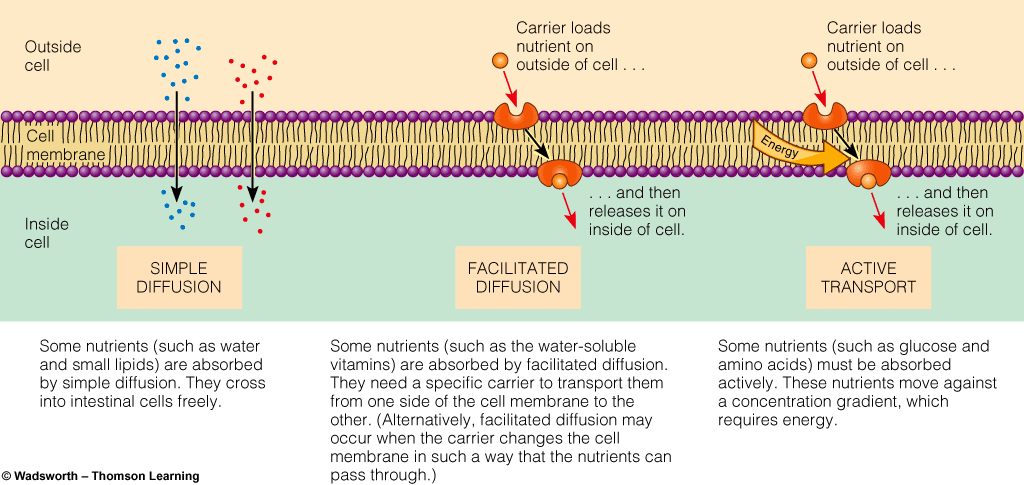 Outside
cell
Carrier loads
nutrient on
outside of cell . . .
Carrier loads
nutrient on
outside of cell . . .
Cell
membrane
Energy
Inside
cell
. . . and then
releases it on
inside of cell.
. . . and then
releases it on
inside of cell.
SIMPLE
DIFFUSION
FACILITATED
DIFFUSION
ACTIVE
TRANSPORT
Some nutrients (such as water
and small lipids) are absorbed
by simple diffusion. They cross
into intestinal cells freely.
Some nutrients (such as the water-soluble
vitamins) are absorbed by facilitated diffusion.
They need a specific carrier to transport them
from one side of the cell membrane to the
other. (Alternatively, facilitated diffusion may
occur when the carrier changes the cell
membrane in such a way that the nutrients can
pass through.)
Some nutrients (such as glucose and
amino acids) must be absorbed
actively. These nutrients move against
a concentration gradient, which
requires energy.
© Wadsworth – Thomson Learning